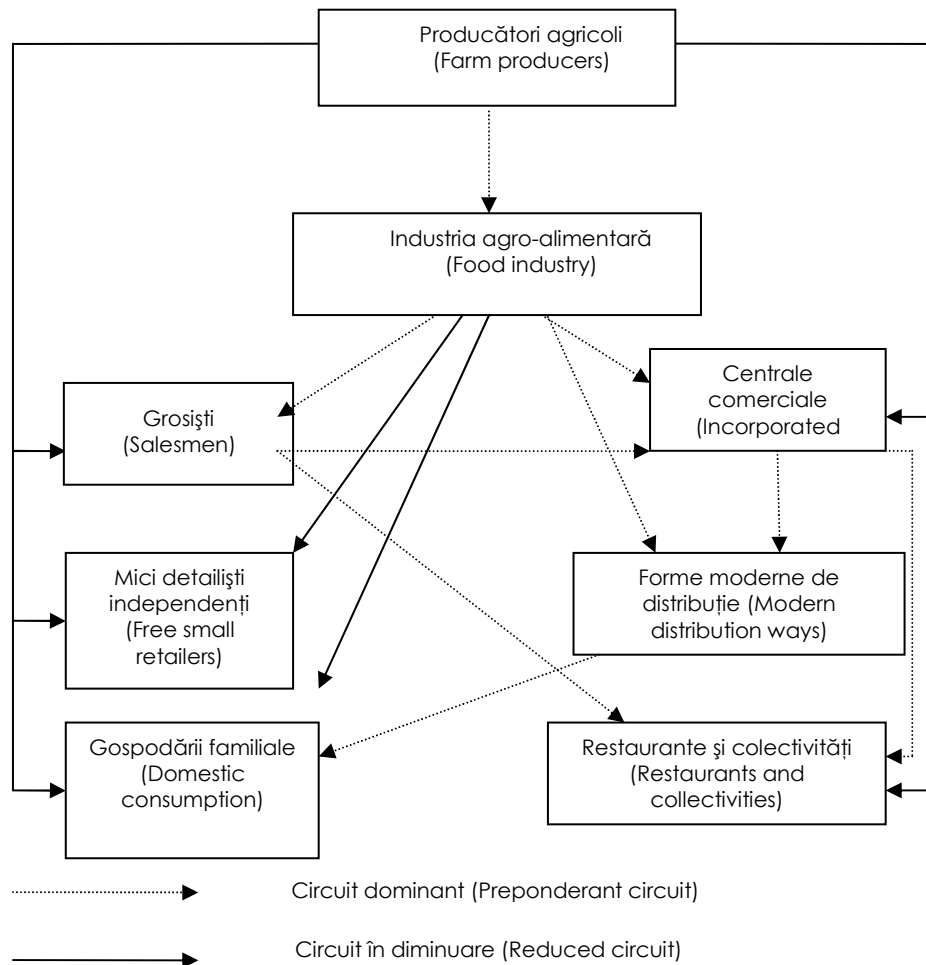 Producători agricoli
(Farm producers)
Industria agro-alimentară
(Food industry)
Grosişti
(Salesmen)
Centrale
comerciale
(Incorporated
Mici detailişti
independenți
(Free small
retailers)
Forme moderne de
distribuție (Modern
distribution ways)
Gospodării familiale
(Domestic
consumption)
Restaurante şi colectivități
(Restaurants and
collectivities)
Circuit dominant (Preponderant circuit)
Circuit în diminuare (Reduced circuit)